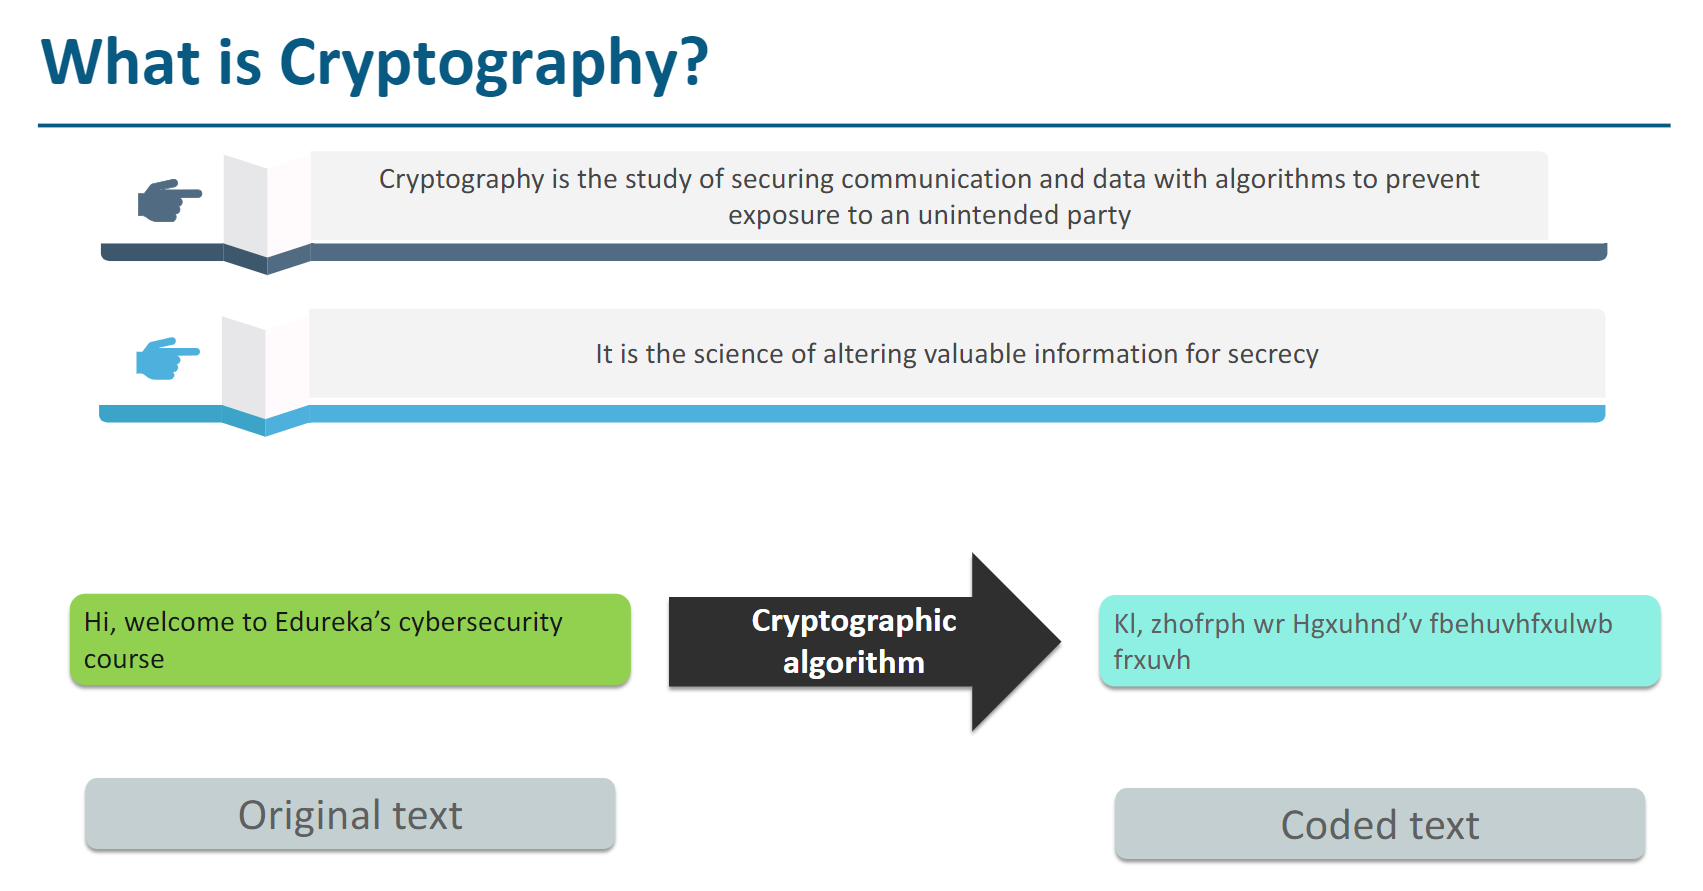 What is Cryptography?
Cryptography is the study of securing communication and data with algorithms to prevent
exposure to an unintended party
It is the science of altering valuable information for secrecy
Hi, welcome to Edureka’s cybersecurity
course
Cryptographic
algorithm
Kl, zhofrph wr Hgxuhnd’v fbehuvhfxulwb
frxuvh
Original text
Coded text